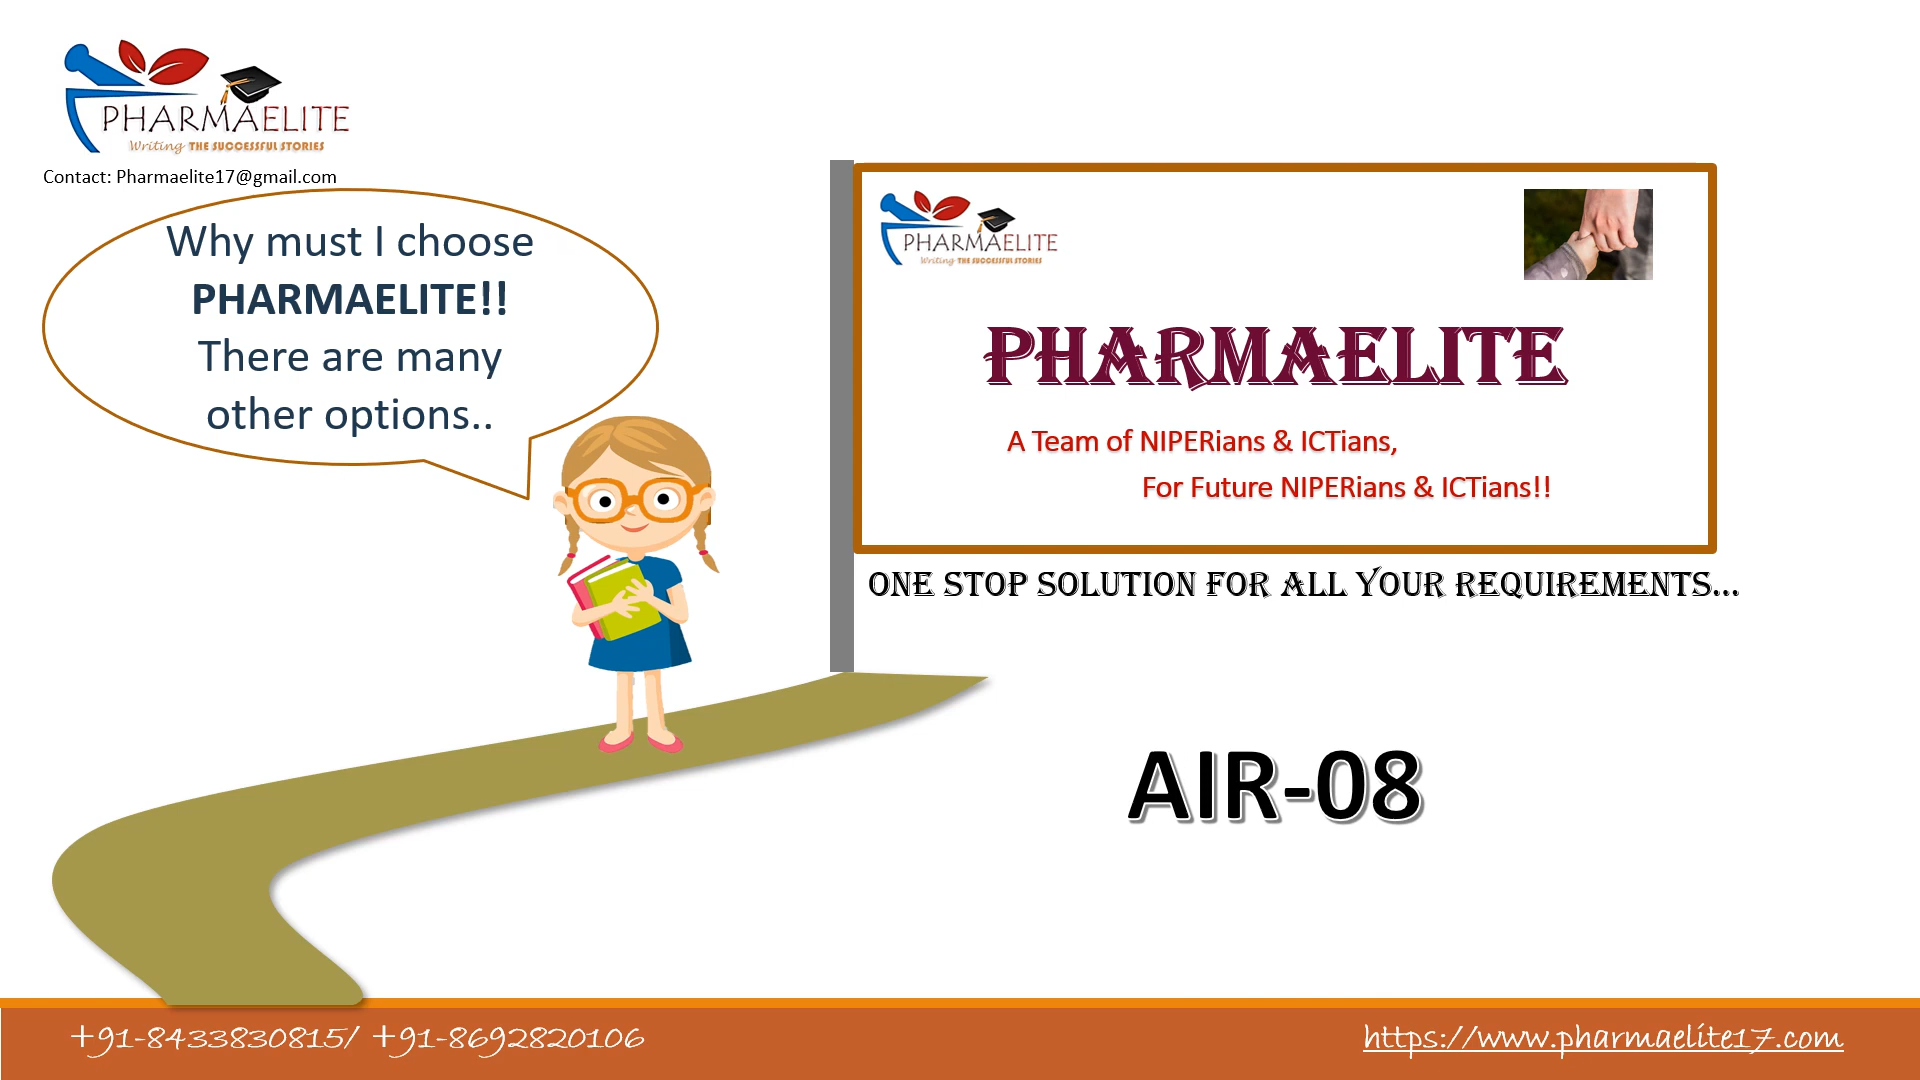 PHARMAELITE
Writing THE SUCCESSFUL STORIES
Contact: Pharmaelite17@gmail.com
Why must I choose
PHARMAELITE!!
There are many
other options..
PHARMAELITE
Writing THE SUCCESSFUL STORIES
PHARMAELITE
A Team of NIPERians & ICTians,
For Future NIPERians & ICTians!!
ONE STOP SOLUTION FOR ALL YOUR REQUIREMENTS...
AIR-08
+91-8433830815/ +91-8692820106
https://www.pharmaelite17.com